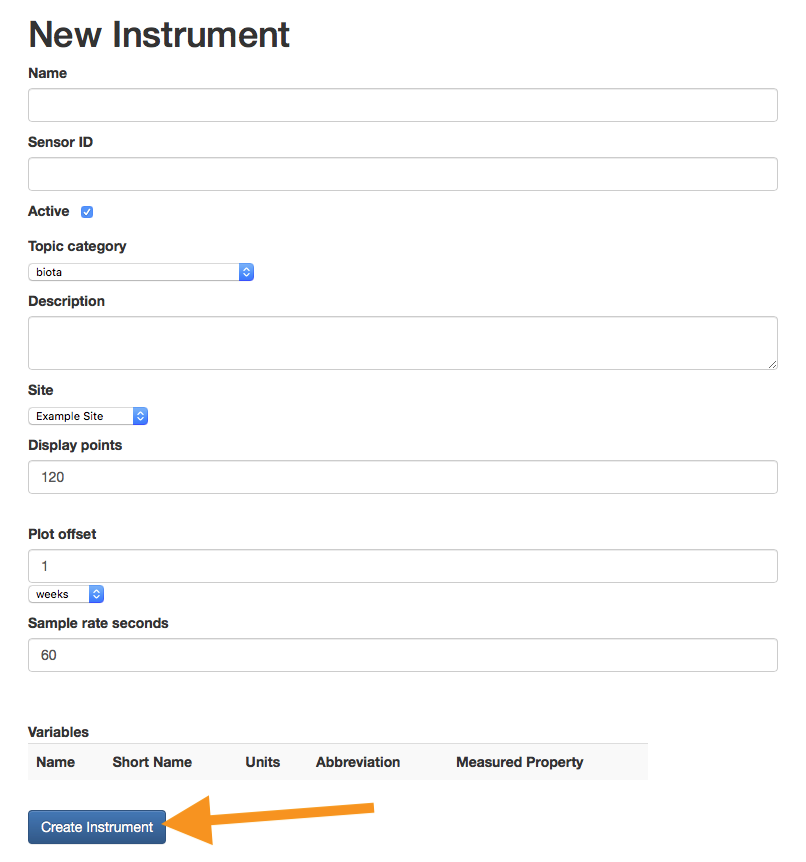 New Instrument
Name
Sensor ID
Active
Topic category
biota
Description
Site
Example Site
Display points
120
Plot offset
1
weeks
Sample rate seconds
60
Variables
Name Short Name Units Abbreviation Measured Property
Create Instrument